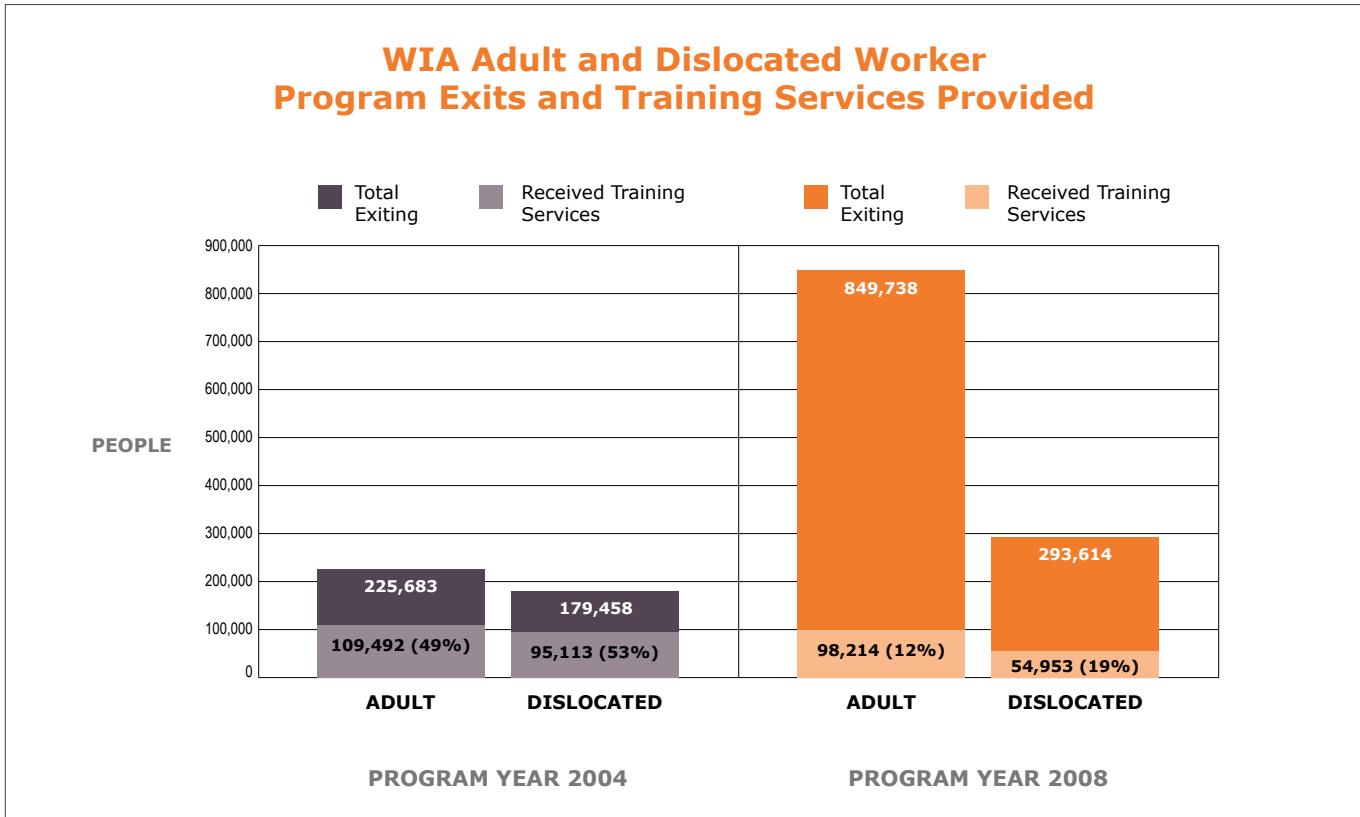 WIA Adult and Dislocated Worker
Program Exits and Training Services Provided
Total
Exiting
Received Training
Services
Total
Exiting
Received Training
Services
900,000
800,000
700,000
600,000
500,000
400,000
300,000
200,000
100,000
0
PEOPLE
225,683
109,492 (49%)
179,458
95,113 (53%)
849,738
98,214 (12%)
293,614
54,953 (19%)
ADULT
DISLOCATED
ADULT
DISLOCATED
PROGRAM YEAR 2004
PROGRAM YEAR 2008